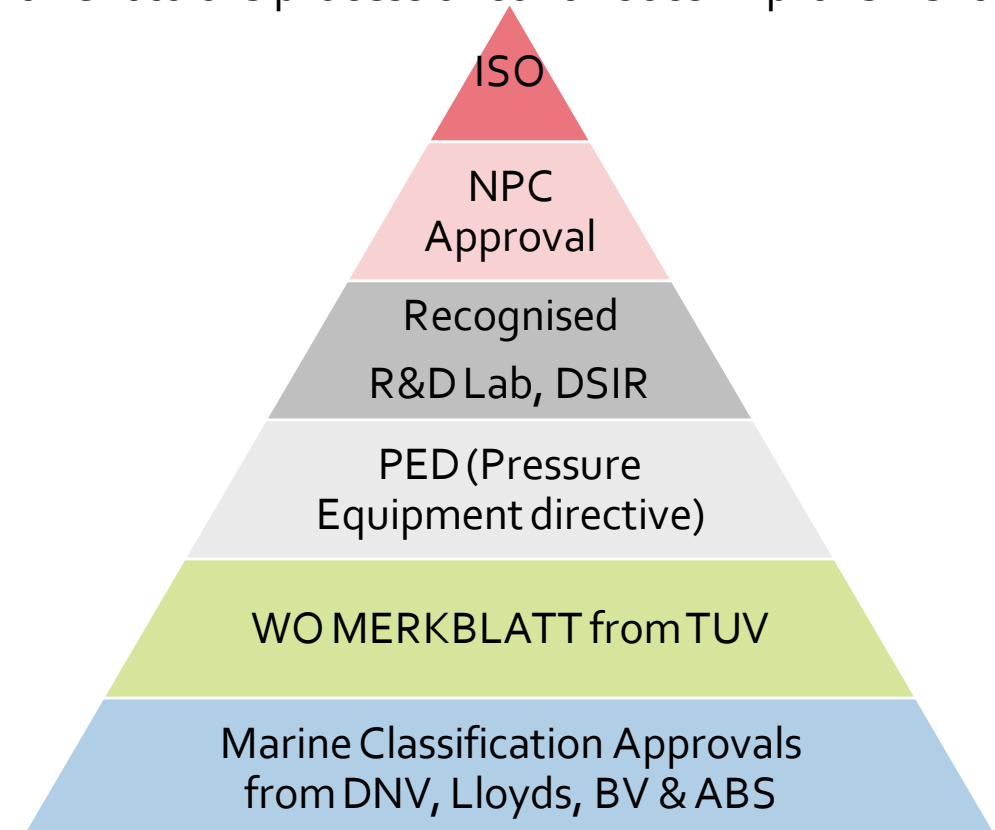 ISO
NPC
Approval
Recognised
R&D Lab, DSIR
PED (Pressure
Equipment directive)
WO MERKBLATT from TUV
Marine Classification Approvals
from DNV, Lloyds, BV & ABS